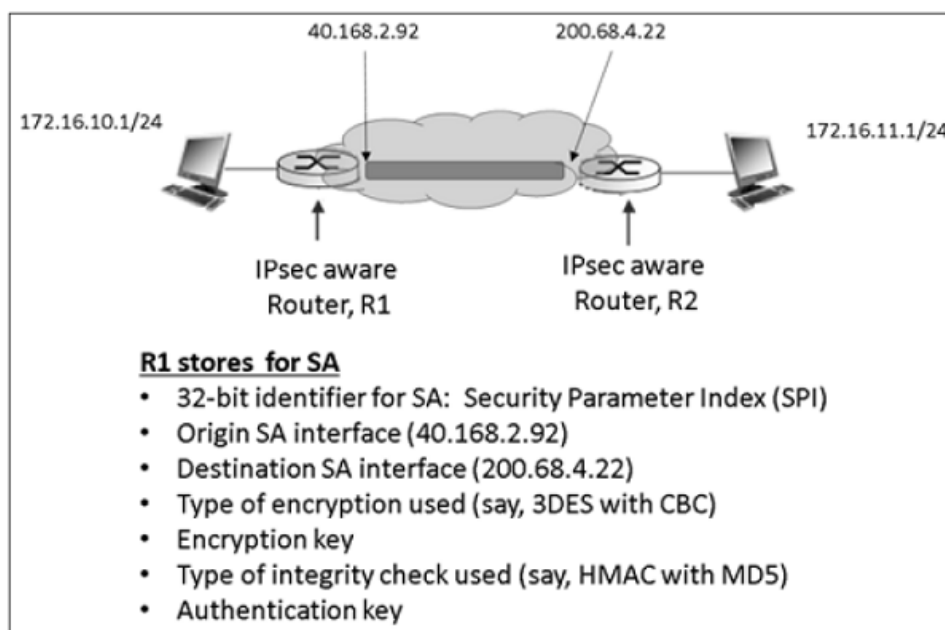 40.168.2.92 200.68.4.22
172.16.10.1/24 172.16.11.1/24
IPsec aware
Router, R1
IPsec aware
Router, R2
R1 stores for SA
• 32-bit identifier for SA: Security Parameter Index (SPI)
• Origin SA interface (40.168.2.92)
• Destination SA interface (200.68.4.22)
• Type of encryption used (say, 3DES with CBC)
• Encryption key
• Type of integrity check used (say, HMAC with MD5)
• Authentication key